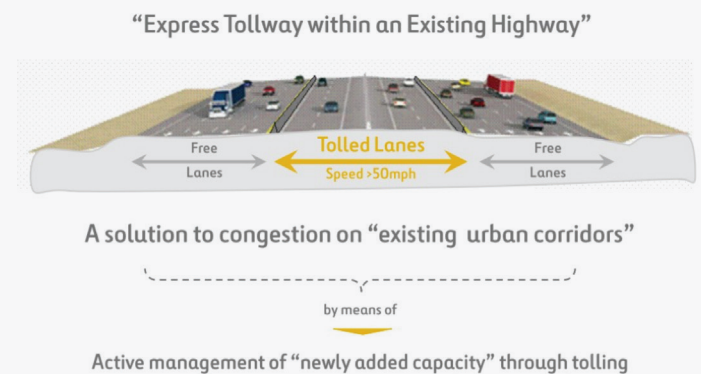 “Express Tollway within an Existing Highway”
Free
Lanes
Tolled Lanes
Speed >50mph
Free
Lanes
A solution to congestion on “existing urban corridors”
by means of
Active management of “newly added capacity” through tolling